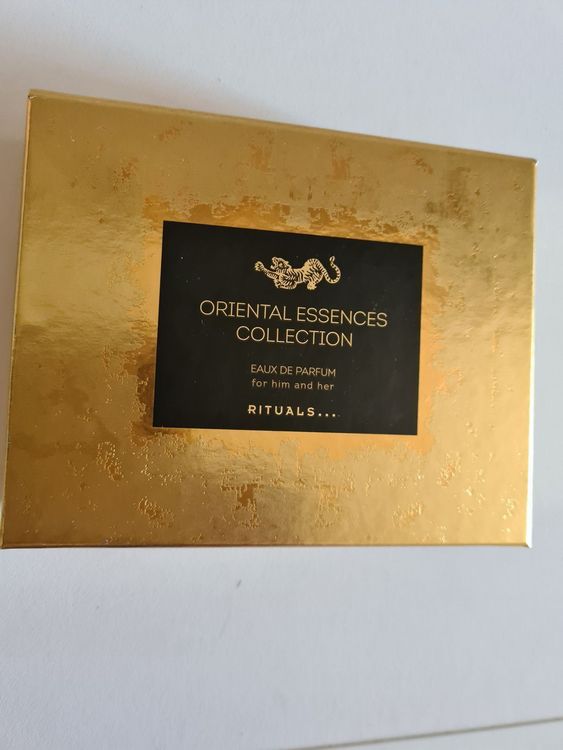 ORIENTAL ESSENCES
COLLECTION
EAUX DE PARFUM
for him and her
RITUALS...